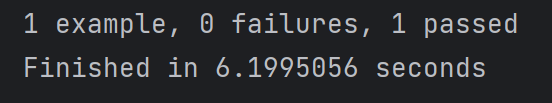 1 example, 0 failures, 1 passed
Finished in 6.1995056 seconds